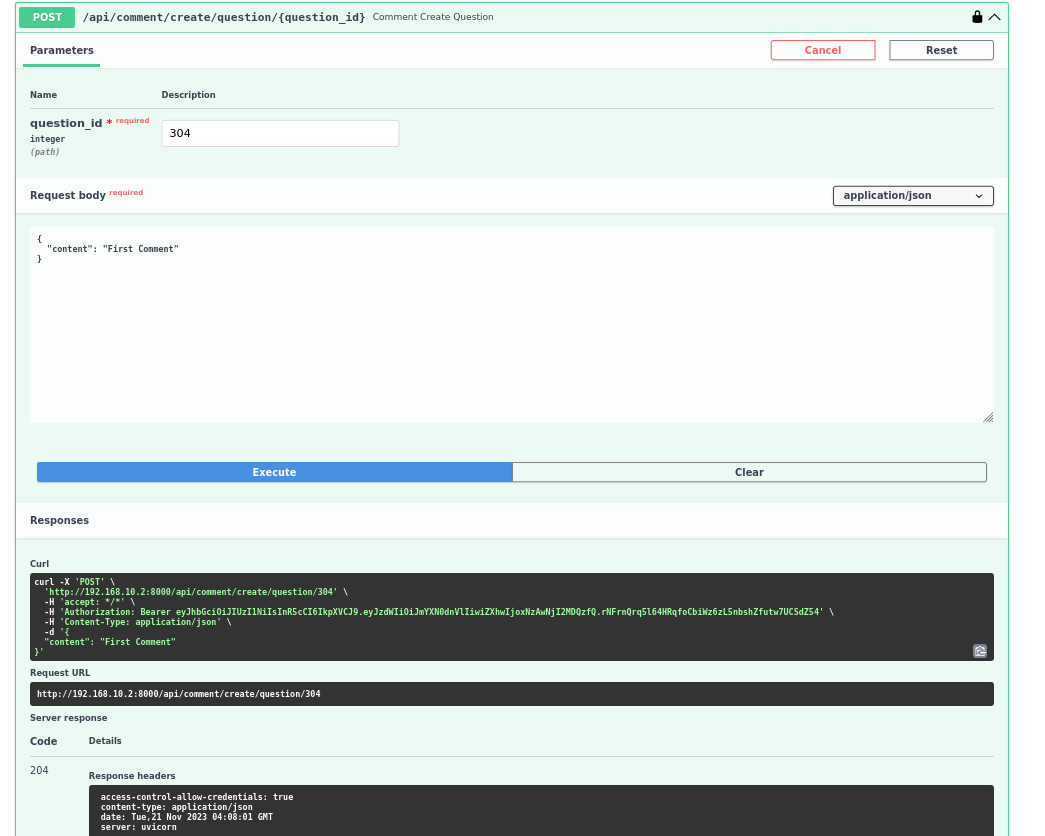 POST /api/comment/create/question/{question_id} Comment Create Question
Parameters
Cancel
Reset
Name Description
question_id * required
integer
(path)
304
Request body required
application/json
{
  "content": "First Comment"
}
Execute
Clear
Responses
Curl
curl -X 'POST' \
  'http://192.168.10.2:8000/api/comment/create/question/304' \
  -H 'accept: */*' \
  -H 'Authorization: Bearer eyJhbGciOiJIUzI1NiIsInR5cCI6IkpXVCJ9.eyJzdWIiOiJmYXN0dnVlIiwiZXhwIjoxNzAwNjI2MDQzfQ.rNFrnQrq5l64HRqfoCbiWz6zL5nbshZfutw7UCSdZ54' \
  -H 'Content-Type: application/json' \
  -d '{
  "content": "First Comment"
}'
Request URL
http://192.168.10.2:8000/api/comment/create/question/304
Server response
Code Details
204
Response headers
access-control-allow-credentials: true
content-type: application/json
date: Tue,21 Nov 2023 04:08:01 GMT
server: uvicorn